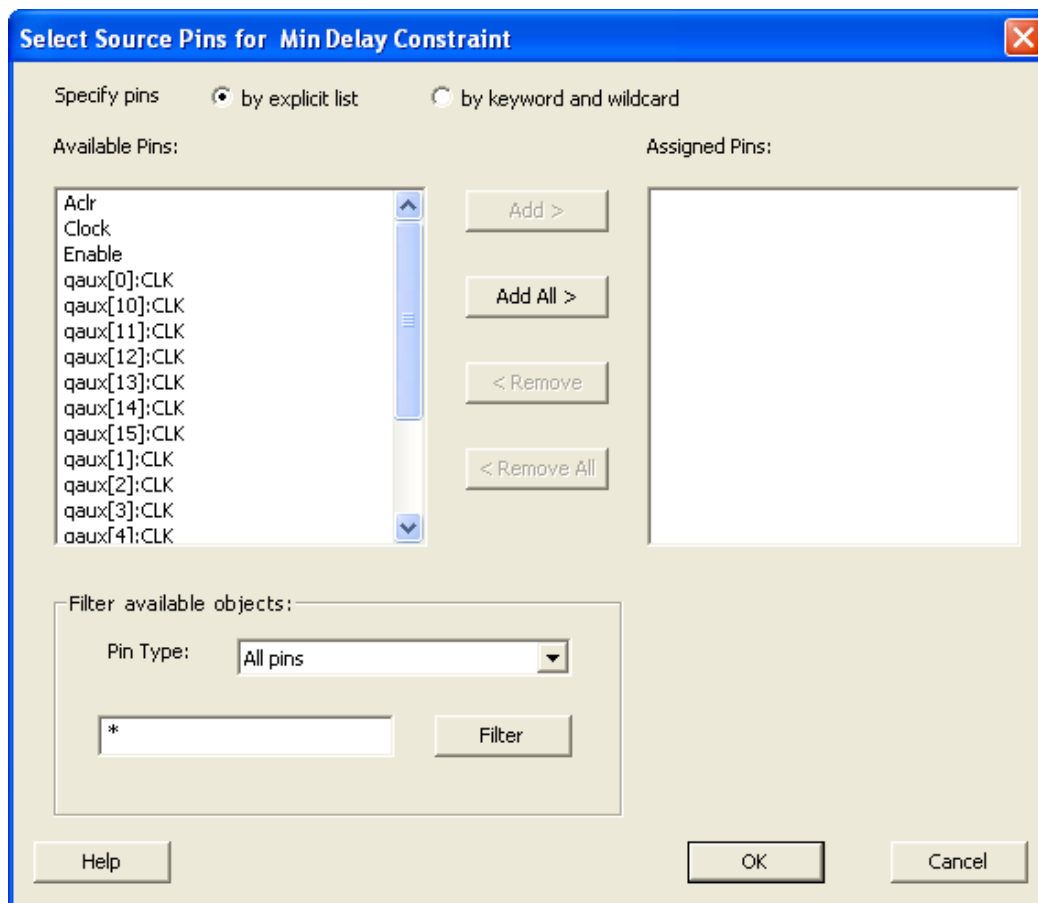 Select Source Pins for Min Delay Constraint
Specify pins by explicit list by keyword and wildcard
Available Pins: Assigned Pins:
Aclr
Clock
Enable
qaux[0]:CLK
qaux[10]:CLK
qaux[11]:CLK
qaux[12]:CLK
qaux[13]:CLK
qaux[14]:CLK
qaux[15]:CLK
qaux[1]:CLK
qaux[2]:CLK
qaux[3]:CLK
qaux[4]:CLK
Add >
Add All >
< Remove
< Remove All
Filter available objects:
Pin Type: All pins
* Filter
Help OK Cancel